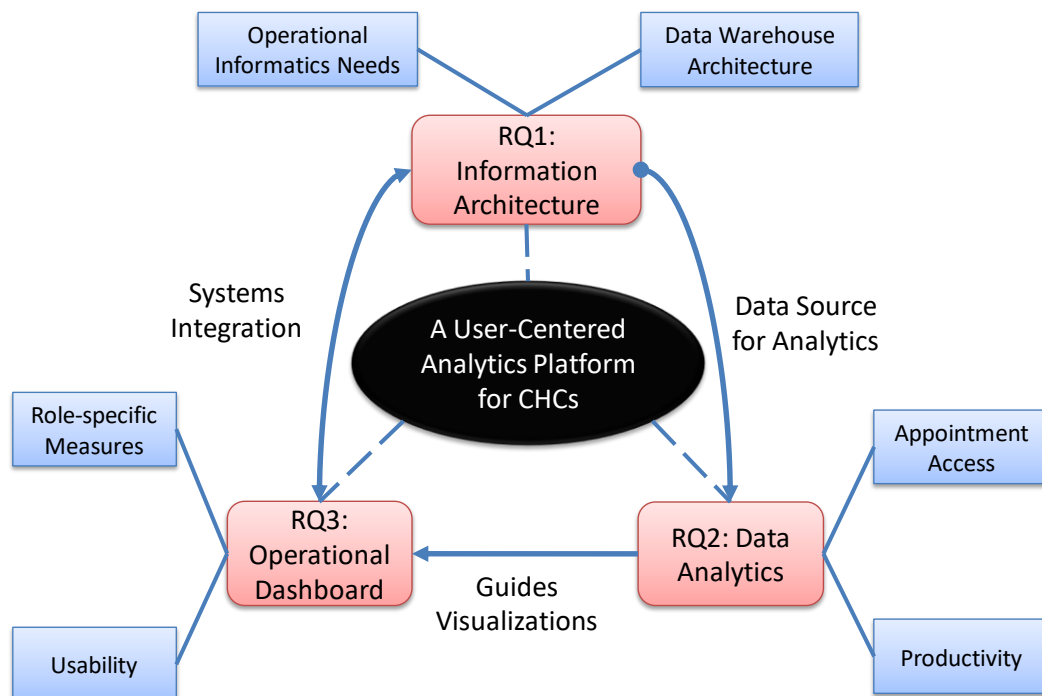 Operational
Informatics Needs
Data Warehouse
Architecture
RQ1:
Information
Architecture
Systems
Integration
A User-Centered
Analytics Platform
for CHCs
Data Source
for Analytics
Role-specific
Measures
Appointment
Access
RQ3:
Operational
Dashboard
RQ2: Data
Analytics
Guides
Visualizations
Usability
Productivity